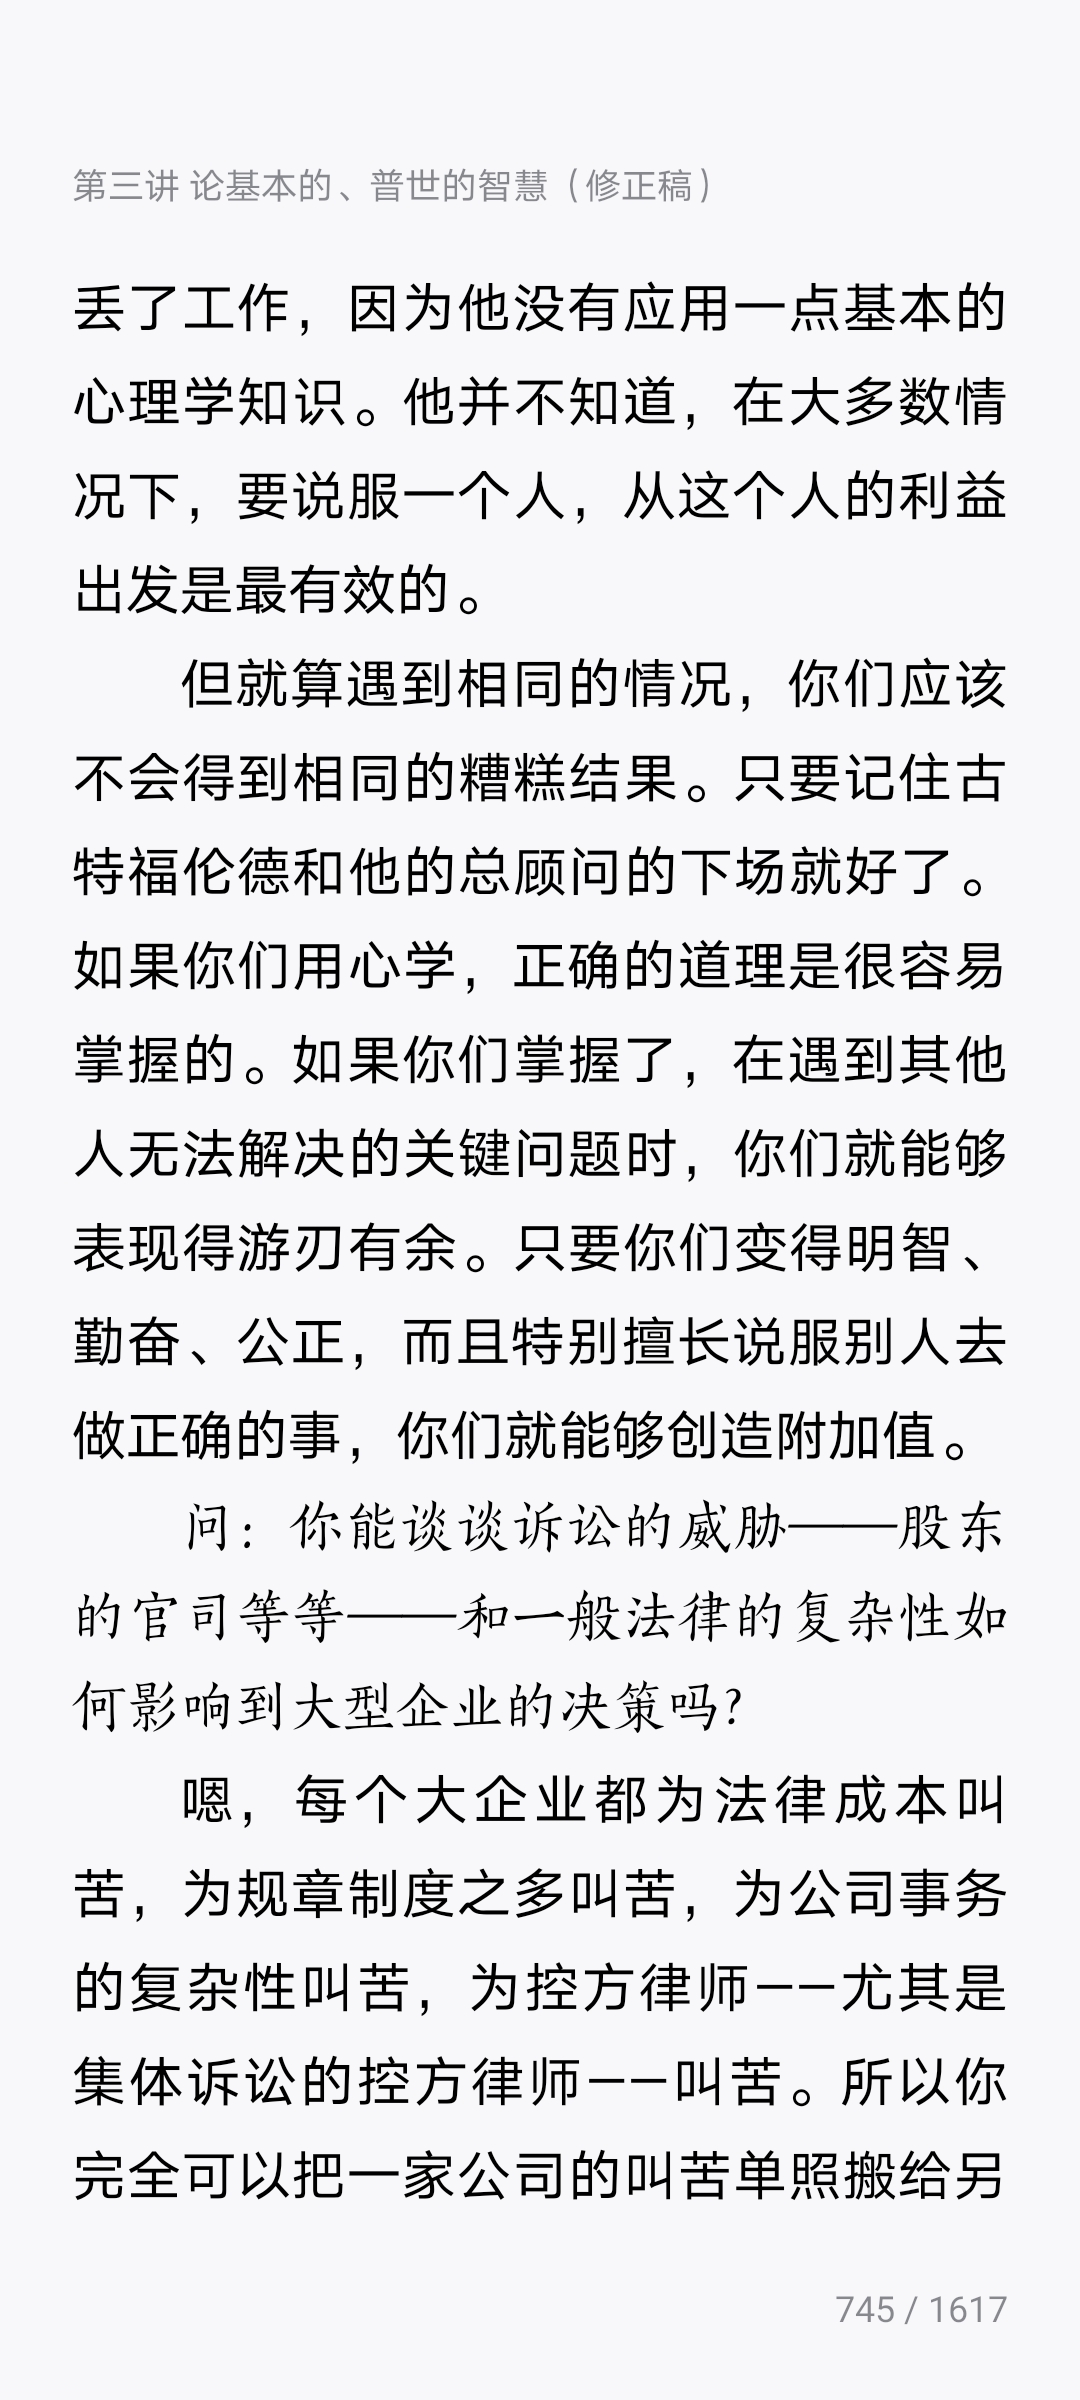 第三讲 论基本的、普世的智慧（修正稿）
丢了工作，因为他没有应用一点基本的
心理学知识。他并不知道，在大多数情
况下，要说服一个人，从这个人的利益
出发是最有效的。
但就算遇到相同的情况，你们应该
不会得到相同的糟糕结果。只要记住古
特福伦德和他的总顾问的下场就好了。
如果你们用心学，正确的道理是很容易
掌握的。如果你们掌握了，在遇到其他
人无法解决的关键问题时，你们就能够
表现得游刃有余。只要你们变得明智、
勤奋、公正，而且特别擅长说服别人去
做正确的事，你们就能够创造附加值。
问：你能谈谈诉讼的威胁——股东
的官司等等——和一般法律的复杂性如
何影响到大型企业的决策吗？
嗯，每个大企业都为法律成本叫
苦，为规章制度之多叫苦，为公司事务
的复杂性叫苦，为控方律师——尤其是
集体诉讼的控方律师——叫苦。所以你
完全可以把一家公司的叫苦单照搬给另
745 / 1617